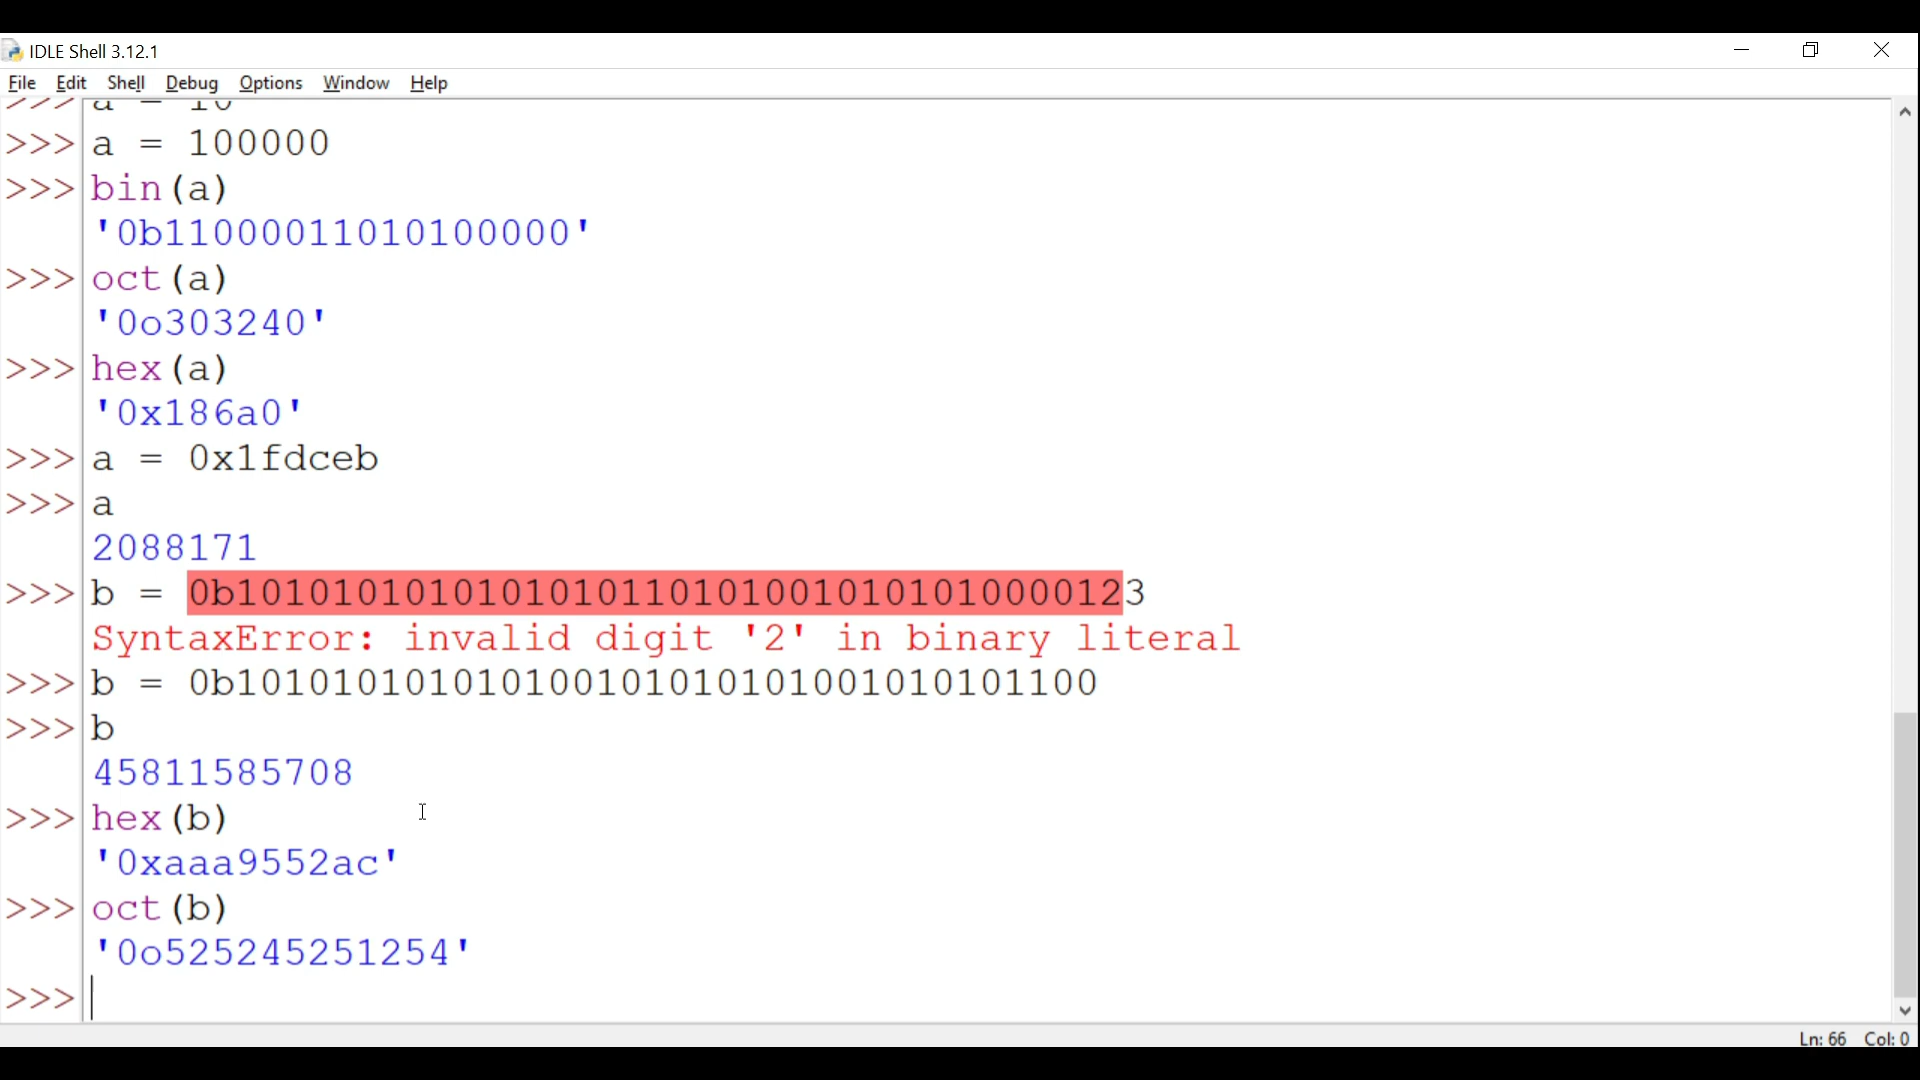 >>> a = 10
>>> a = 100000
>>> bin(a)
'0b11000011010100000'
>>> oct(a)
'0o303240'
>>> hex(a)
'0x186a0'
>>> a = 0x1fdceb
>>> a
2088171
>>> b = 0b10101010101010101101010010101010000123
SyntaxError: invalid digit '2' in binary literal
>>> b = 0b101010101010100101010101001010101100
>>> b
45811585708
>>> hex(b)
'0xaaa9552ac'
>>> oct(b)
'0o525245251254'
>>>
IDLE Shell 3.12.1
File Edit Shell Debug Options Window Help
Ln: 66 Col: 0